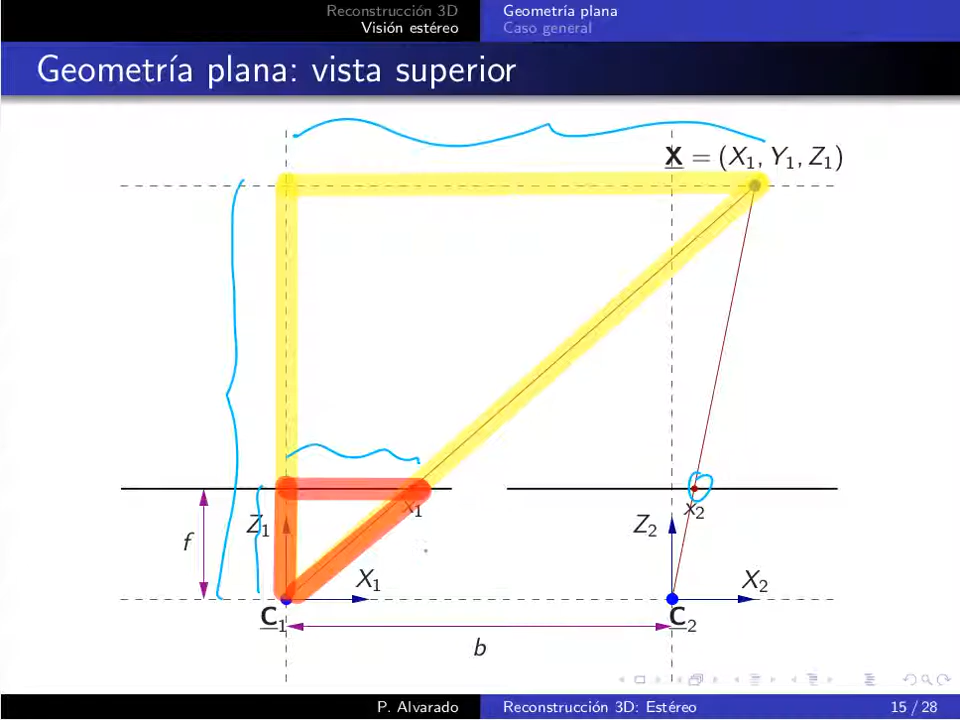 Reconstrucción 3D
Visión estéreo
Geometría plana
Caso general
Geometría plana: vista superior
X = (X₁, Y₁, Z₁)
x₁
x₂
Z₁
Z₂
f
X₁
X₂
C₁
C₂
b
P. Alvarado
Reconstrucción 3D: Estéreo
15 / 28